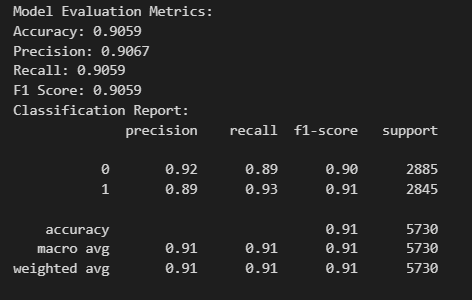 Model Evaluation Metrics:
Accuracy: 0.9059
Precision: 0.9067
Recall: 0.9059
F1 Score: 0.9059
Classification Report:
precision recall f1-score support
0 0.92 0.89 0.90 2885
1 0.89 0.93 0.91 2845
accuracy 0.91 5730
macro avg 0.91 0.91 0.91 5730
weighted avg 0.91 0.91 0.91 5730